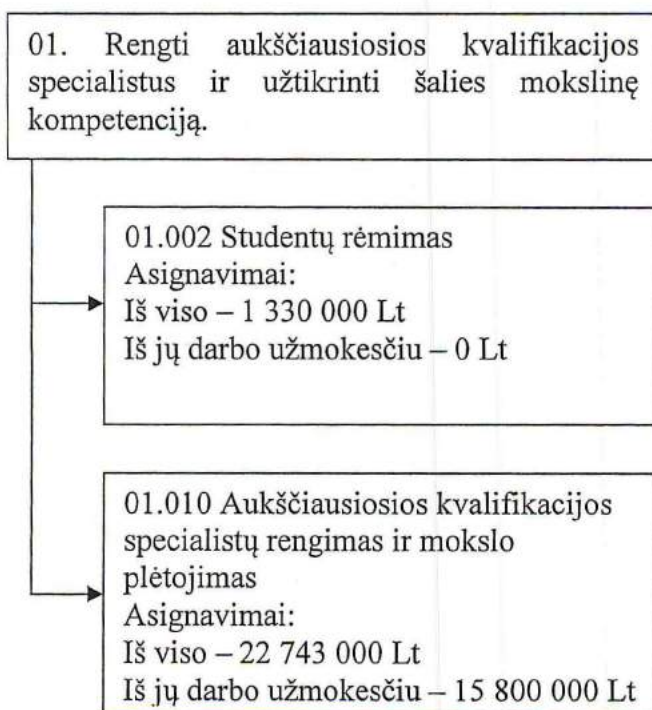 01. Rengti aukščiausiosios kvalifikacijos
specialistus ir užtikrinti šalies mokslinę
kompetenciją.
01.002 Studentų rėmimas
Asignavimai:
Iš viso – 1 330 000 Lt
Iš jų darbo užmokesčiu – 0 Lt
01.010 Aukščiausiosios kvalifikacijos
specialistų rengimas ir mokslo
plėtojimas
Asignavimai:
Iš viso – 22 743 000 Lt
Iš jų darbo užmokesčiu – 15 800 000 Lt